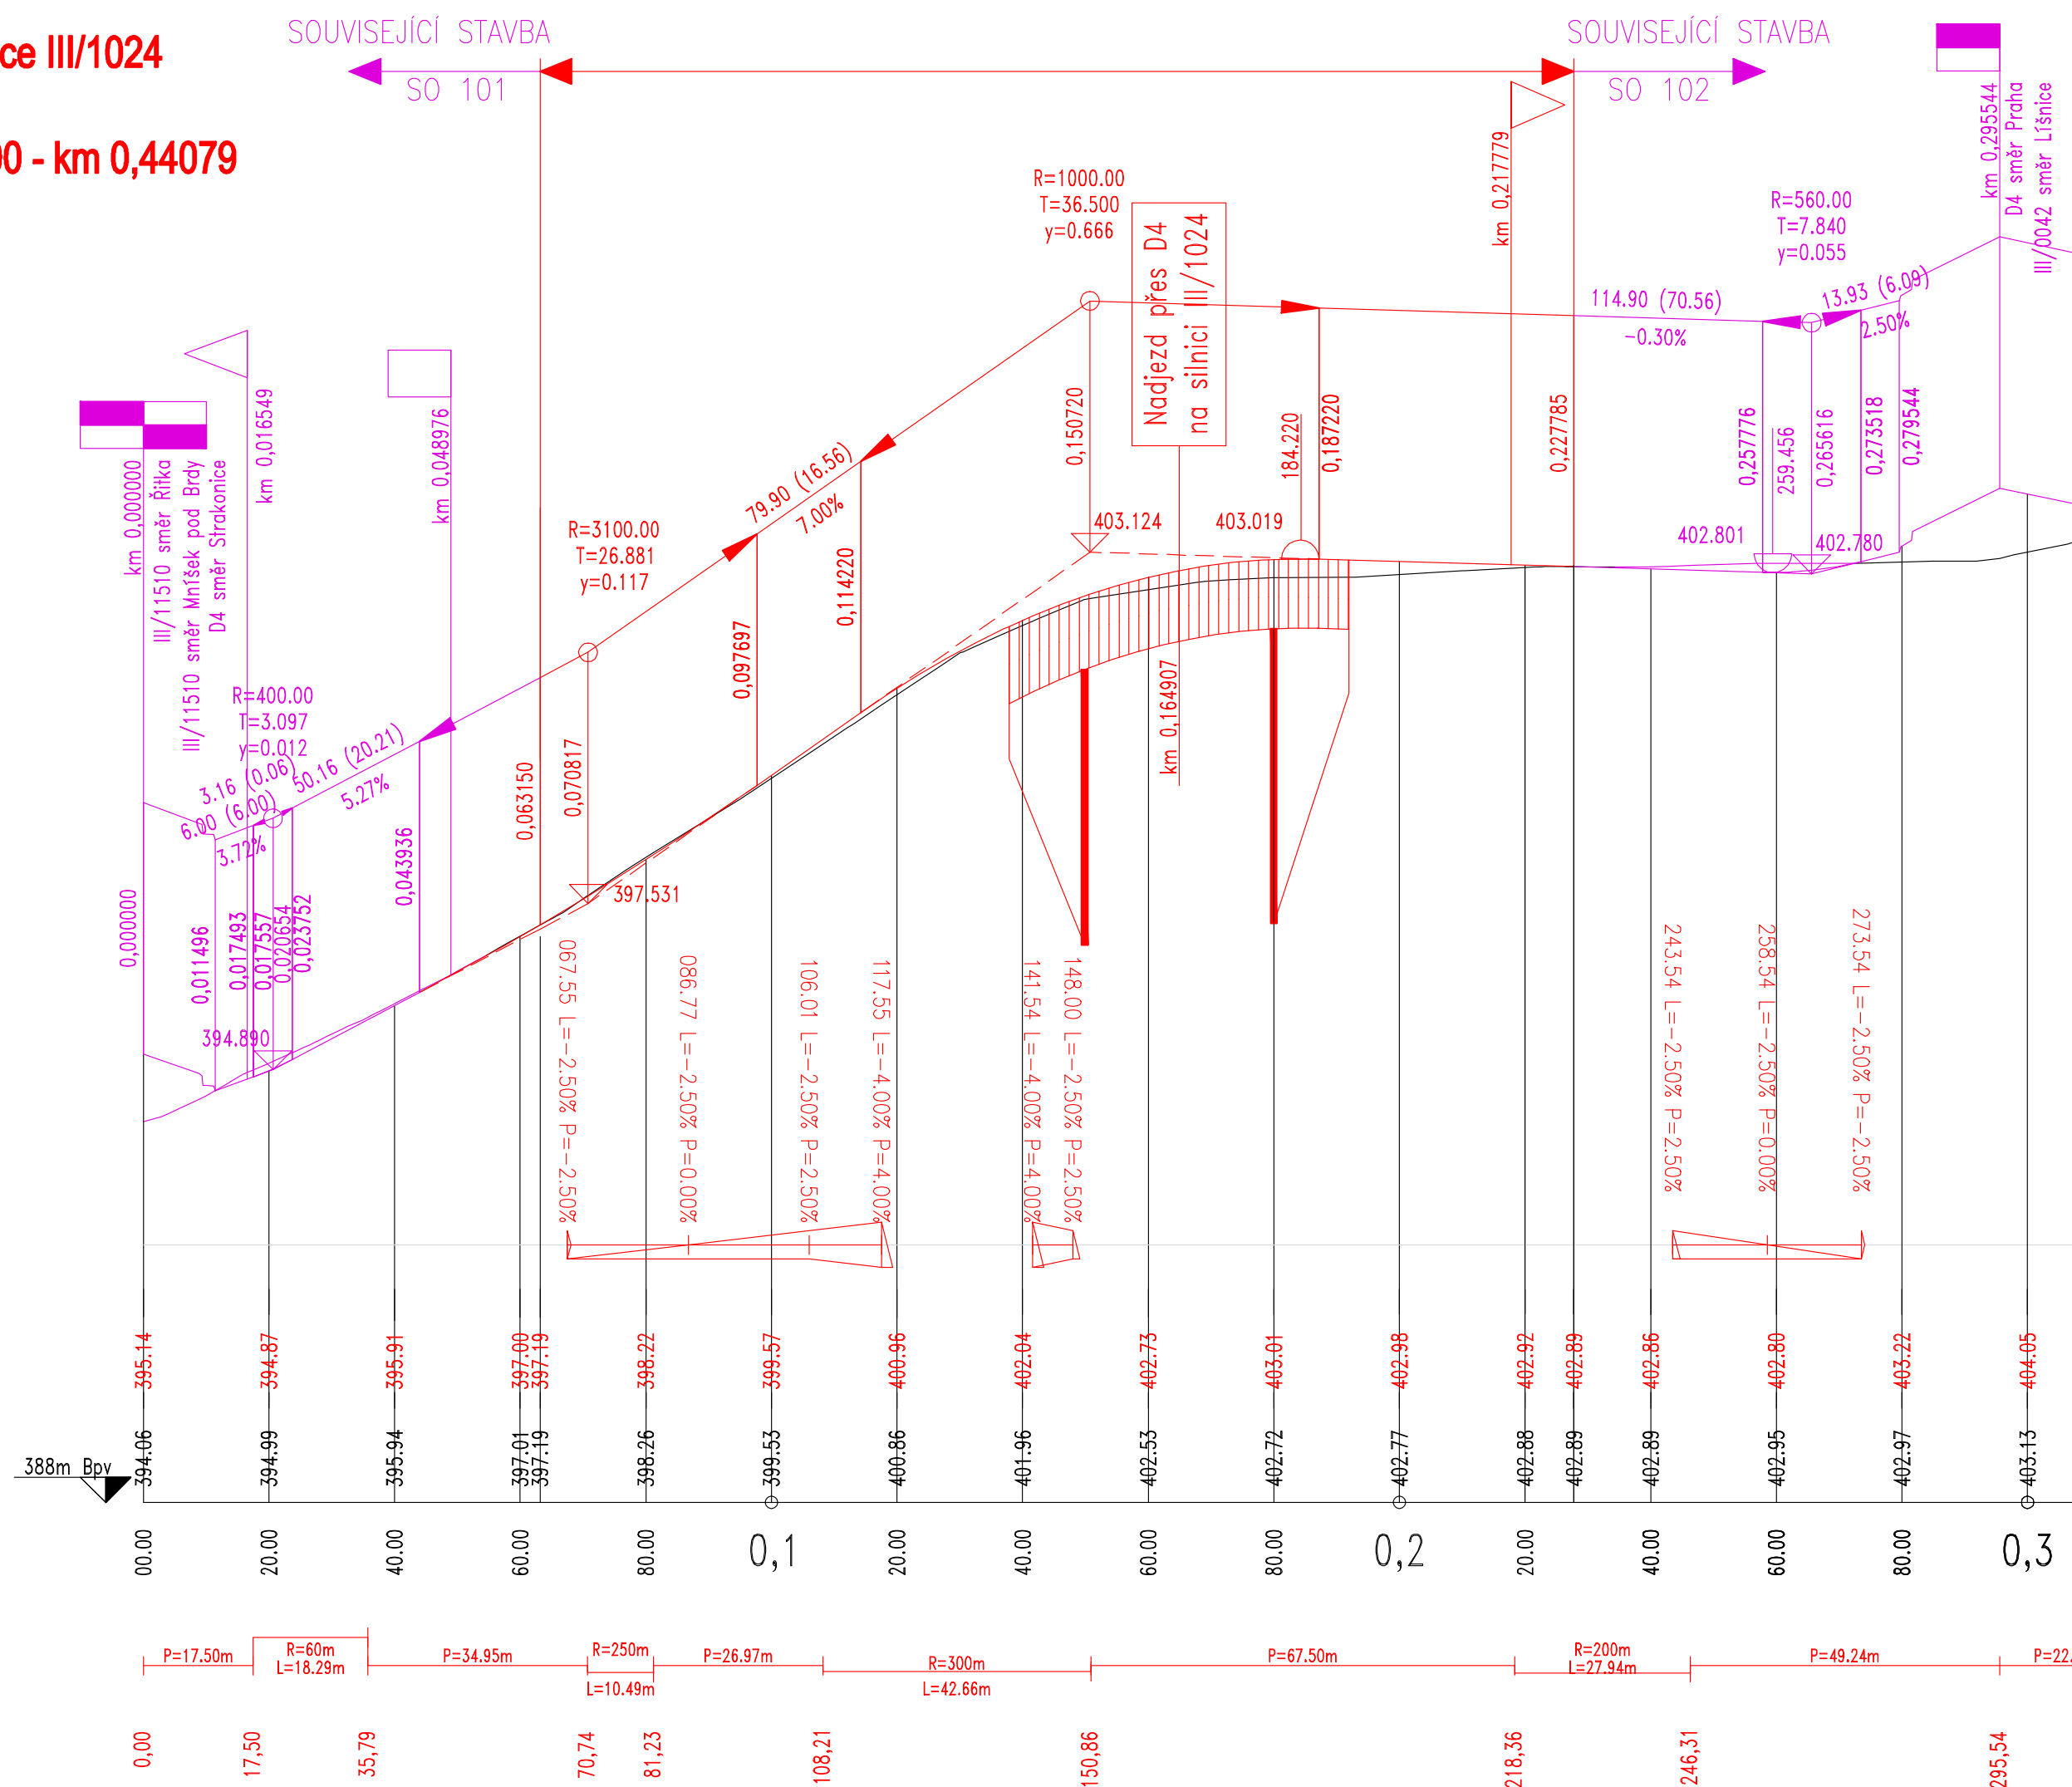 ce III/1024
00 - km 0,44079
SOUVISEJÍCÍ STAVBA
SO 101
SOUVISEJÍCÍ STAVBA
SO 102
km 0,295544
D4 směr Praha
III/0042 směr Líšnice
km 0,217779
R=1000.00
T=36.500
y=0.666
Nadjezd přes D4
na silnici III/1024
R=560.00
T=7.840
y=0.055
114.90 (70.56)
-0.30%
13.93 (6.09)
2.50%
km 0,000000
III/11510 směr Řitka
III/11510 směr Mníšek pod Brdy
D4 směr Strakonice
km 0,016549
km 0,048976
R=3100.00
T=26.881
y=0.117
79.90 (16.56)
7.00%
0,150720
184.220
0,187220
0,227785
0,257776
259.456
0,265616
0,273518
0,279544
403.124
403.019
402.801
402.780
R=400.00
T=3.097
y=0.012
3.16 (0.06)
6.00 (6.00)
3.72%
50.16 (20.21)
5.27%
0,097697
0,114220
km 0,164907
0,000000
0,011496
0,017493
0,017557
0,020654
0,023752
0,043936
0,063150
0,070817
397.531
394.890
067.55 L=-2.50% P=-2.50%
086.77 L=-2.50% P=0.00%
106.01 L=-2.50% P=2.50%
117.55 L=-4.00% P=4.00%
141.54 L=-4.00% P=4.00%
148.00 L=-2.50% P=2.50%
243.54 L=-2.50% P=2.50%
258.54 L=-2.50% P=0.00%
273.54 L=-2.50% P=-2.50%
395.14 394.87 395.91 397.00 397.19 398.22 399.57 400.96 402.04 402.73 403.01 402.98 402.92 402.89 402.86 402.80 403.22 404.05
388m Bpv
394.06 394.99 395.94 397.01 397.19 398.26 399.53 400.86 401.96 402.53 402.72 402.77 402.88 402.89 402.89 402.95 402.97 403.13
00.00 20.00 40.00 60.00 80.00 0,1 20.00 40.00 60.00 80.00 0,2 20.00 40.00 60.00 80.00 0,3
P=17.50m
R=60m
L=18.29m
P=34.95m
R=250m
L=10.49m
P=26.97m
R=300m
L=42.66m
P=67.50m
R=200m
L=27.94m
P=49.24m
P=22.
0,00 17,50 35,79 70,74 81,23 108,21 150,86 218,36 246,31 295,54